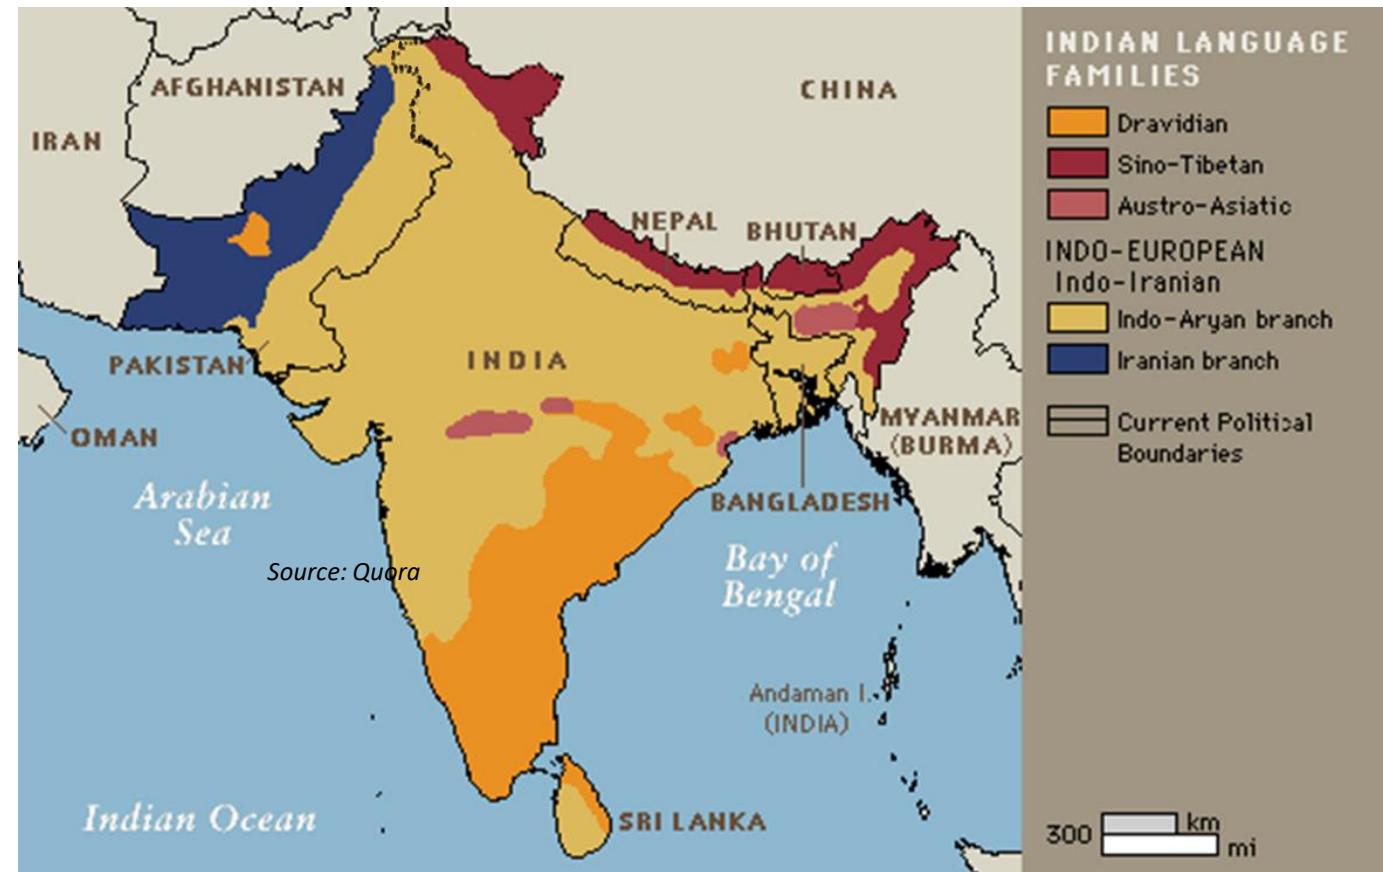 INDIAN LANGUAGE
FAMILIES
Dravidian
Sino-Tibetan
Austro-Asiatic
INDO-EUROPEAN
Indo-Iranian
Indo-Aryan branch
Iranian branch
Current Political
Boundaries
300 km
mi
AFGHANISTAN
CHINA
IRAN
NEPAL
BHUTAN
PAKISTAN
INDIA
OMAN
MYANMAR
(BURMA)
BANGLADESH
Arabian
Sea
Source: Quora
Bay of
Bengal
Andaman I.
(INDIA)
Indian Ocean
SRI LANKA